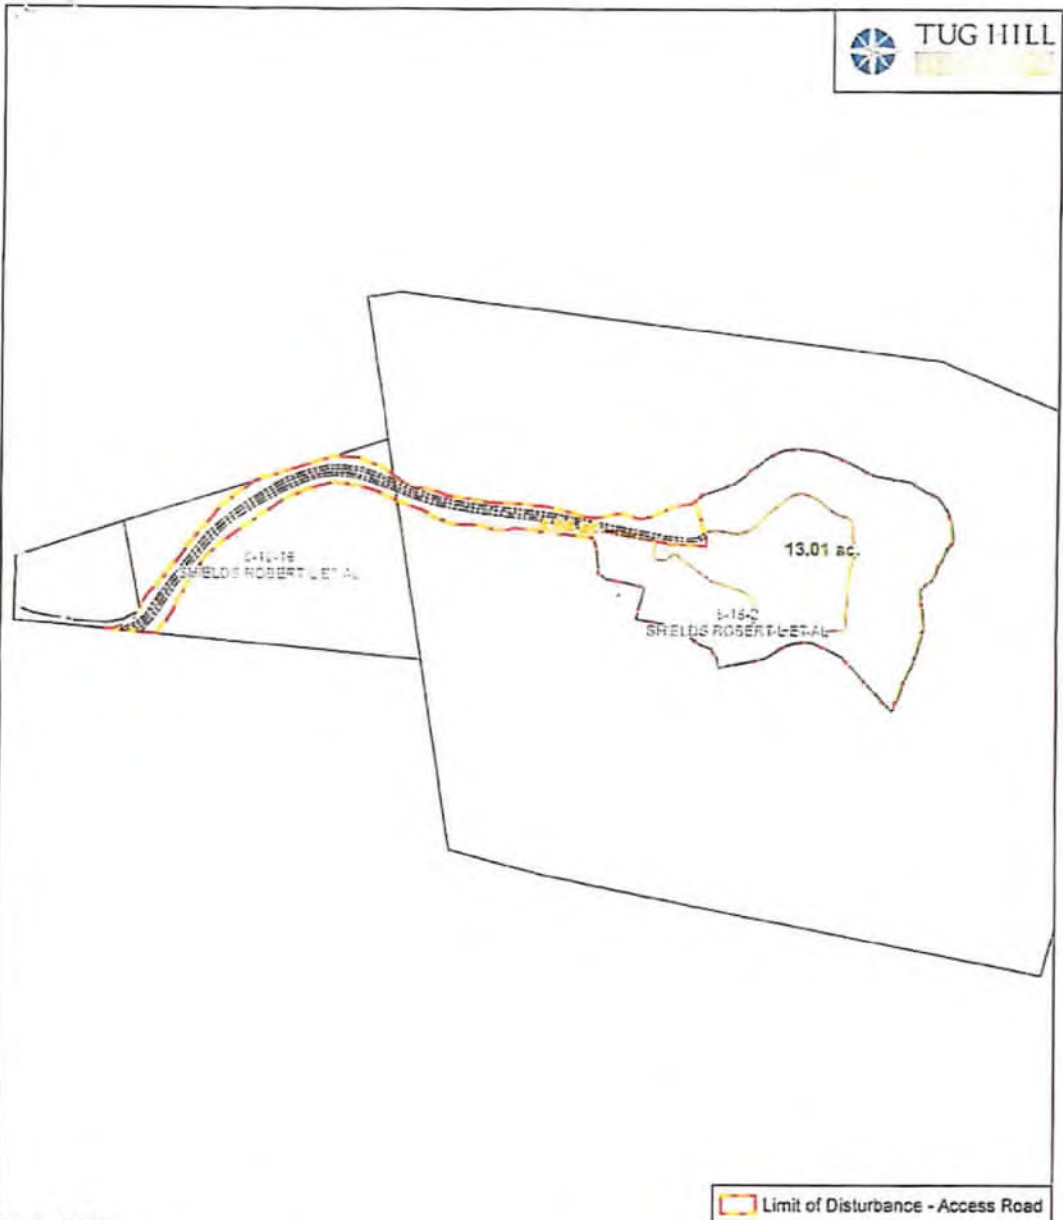 TUG HILL
SHIELDS ROBERT L ET AL
13.01 ac.
SHIELDS ROBERT L ET AL
Limit of Disturbance - Access Road